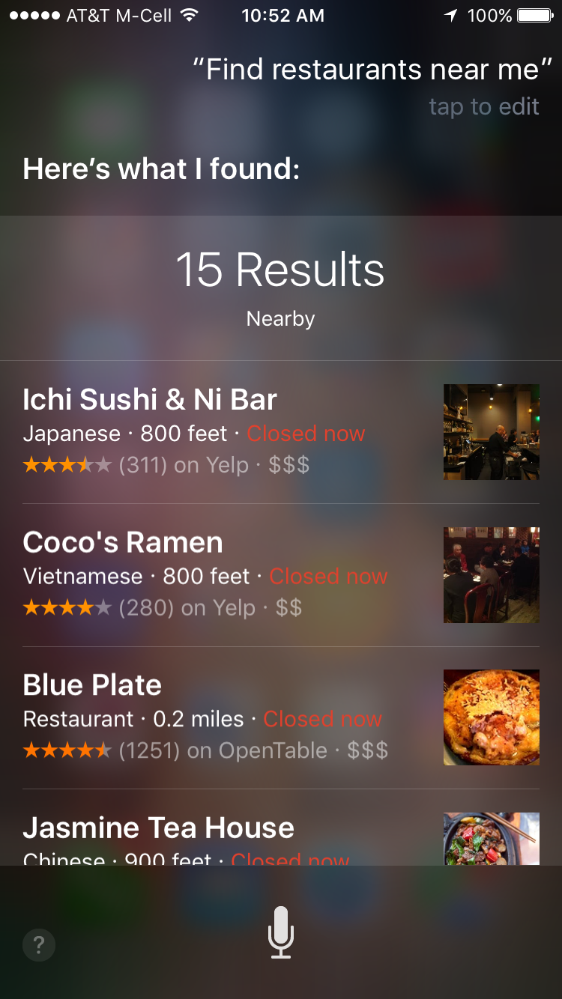 AT&T M-Cell 10:52 AM 100%
“Find restaurants near me”
tap to edit
Here’s what I found:
15 Results
Nearby
Ichi Sushi & Ni Bar
Japanese · 800 feet · Closed now
★★★★★ (311) on Yelp · $$$
Coco's Ramen
Vietnamese · 800 feet · Closed now
★★★★★ (280) on Yelp · $$
Blue Plate
Restaurant · 0.2 miles · Closed now
★★★★★ (1251) on OpenTable · $$$
Jasmine Tea House
Chinese · 900 feet · Closed now
?